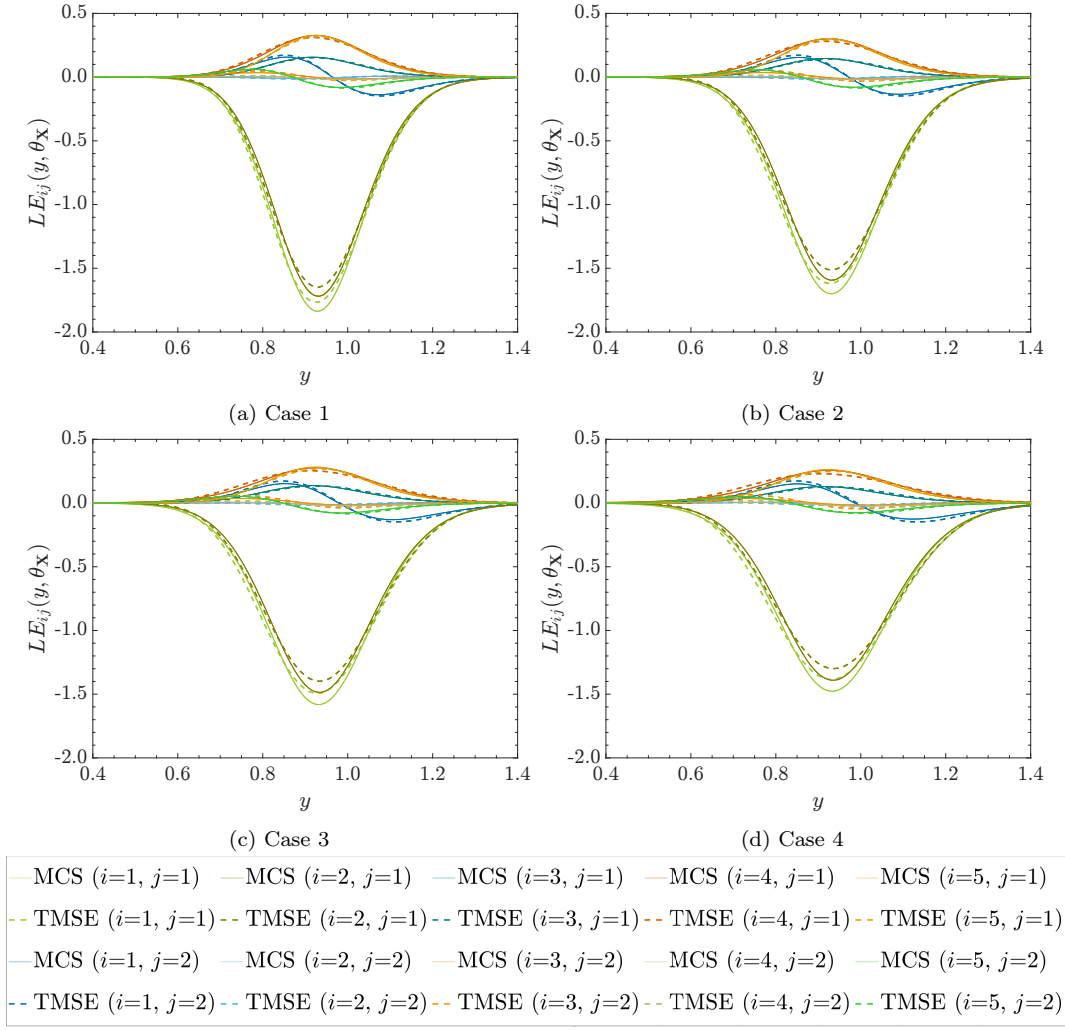 0.5
0.0
-0.5
-1.0
-1.5
-2.0
0.4 0.6 0.8 1.0 1.2 1.4
LE_{ij}(y, θ_X)
y
(a) Case 1
0.5
0.0
-0.5
-1.0
-1.5
-2.0
0.4 0.6 0.8 1.0 1.2 1.4
LE_{ij}(y, θ_X)
y
(b) Case 2
0.5
0.0
-0.5
-1.0
-1.5
-2.0
0.4 0.6 0.8 1.0 1.2 1.4
LE_{ij}(y, θ_X)
y
(c) Case 3
0.5
0.0
-0.5
-1.0
-1.5
-2.0
0.4 0.6 0.8 1.0 1.2 1.4
LE_{ij}(y, θ_X)
y
(d) Case 4
MCS (i=1, j=1) MCS (i=2, j=1) MCS (i=3, j=1) MCS (i=4, j=1) MCS (i=5, j=1)
TMSE (i=1, j=1) TMSE (i=2, j=1) TMSE (i=3, j=1) TMSE (i=4, j=1) TMSE (i=5, j=1)
MCS (i=1, j=2) MCS (i=2, j=2) MCS (i=3, j=2) MCS (i=4, j=2) MCS (i=5, j=2)
TMSE (i=1, j=2) TMSE (i=2, j=2) TMSE (i=3, j=2) TMSE (i=4, j=2) TMSE (i=5, j=2)